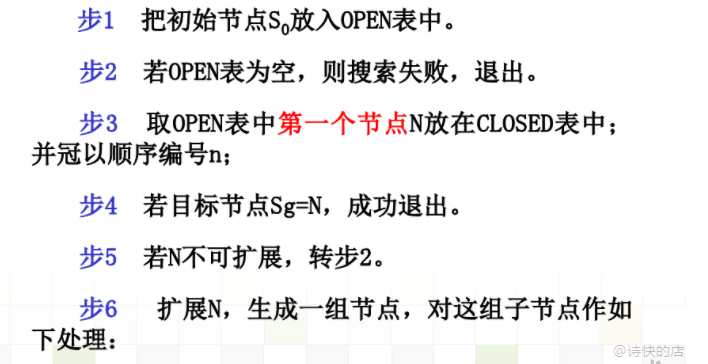 步1 把初始节点S0放入OPEN表中。
步2 若OPEN表为空，则搜索失败，退出。
步3 取OPEN表中第一个节点N放在CLOSED表中；
并冠以顺序编号n；
步4 若目标节点Sg=N，成功退出。
步5 若N不可扩展，转步2。
步6 扩展N，生成一组节点，对这组子节点作如
下处理：
@诗快的店